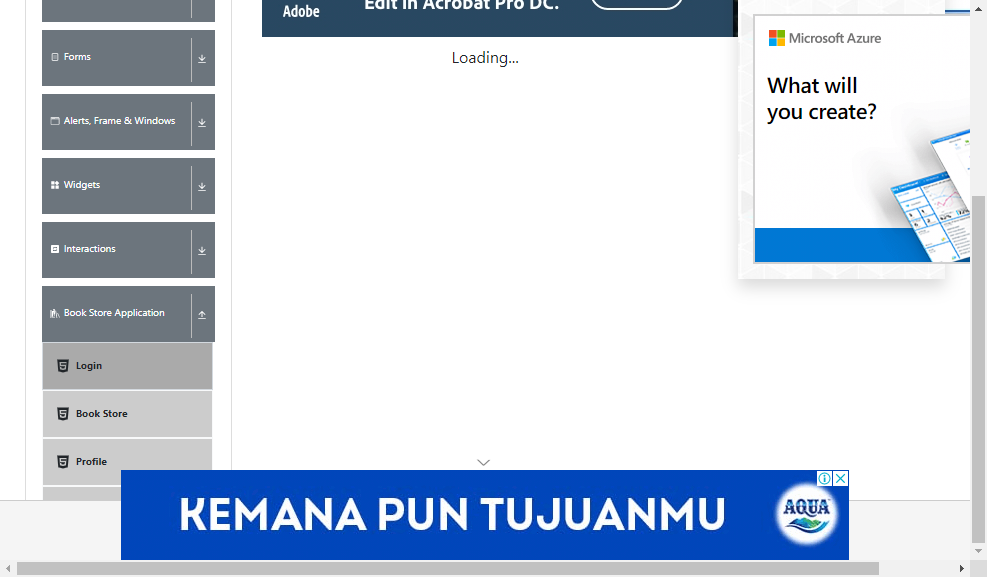 Adobe
Edit in Acrobat Pro DC.
Loading...
Forms
Alerts, Frame & Windows
Widgets
Interactions
Book Store Application
Login
Book Store
Profile
Microsoft Azure
What will
you create?
KEMANA PUN TUJUANMU
AQUA